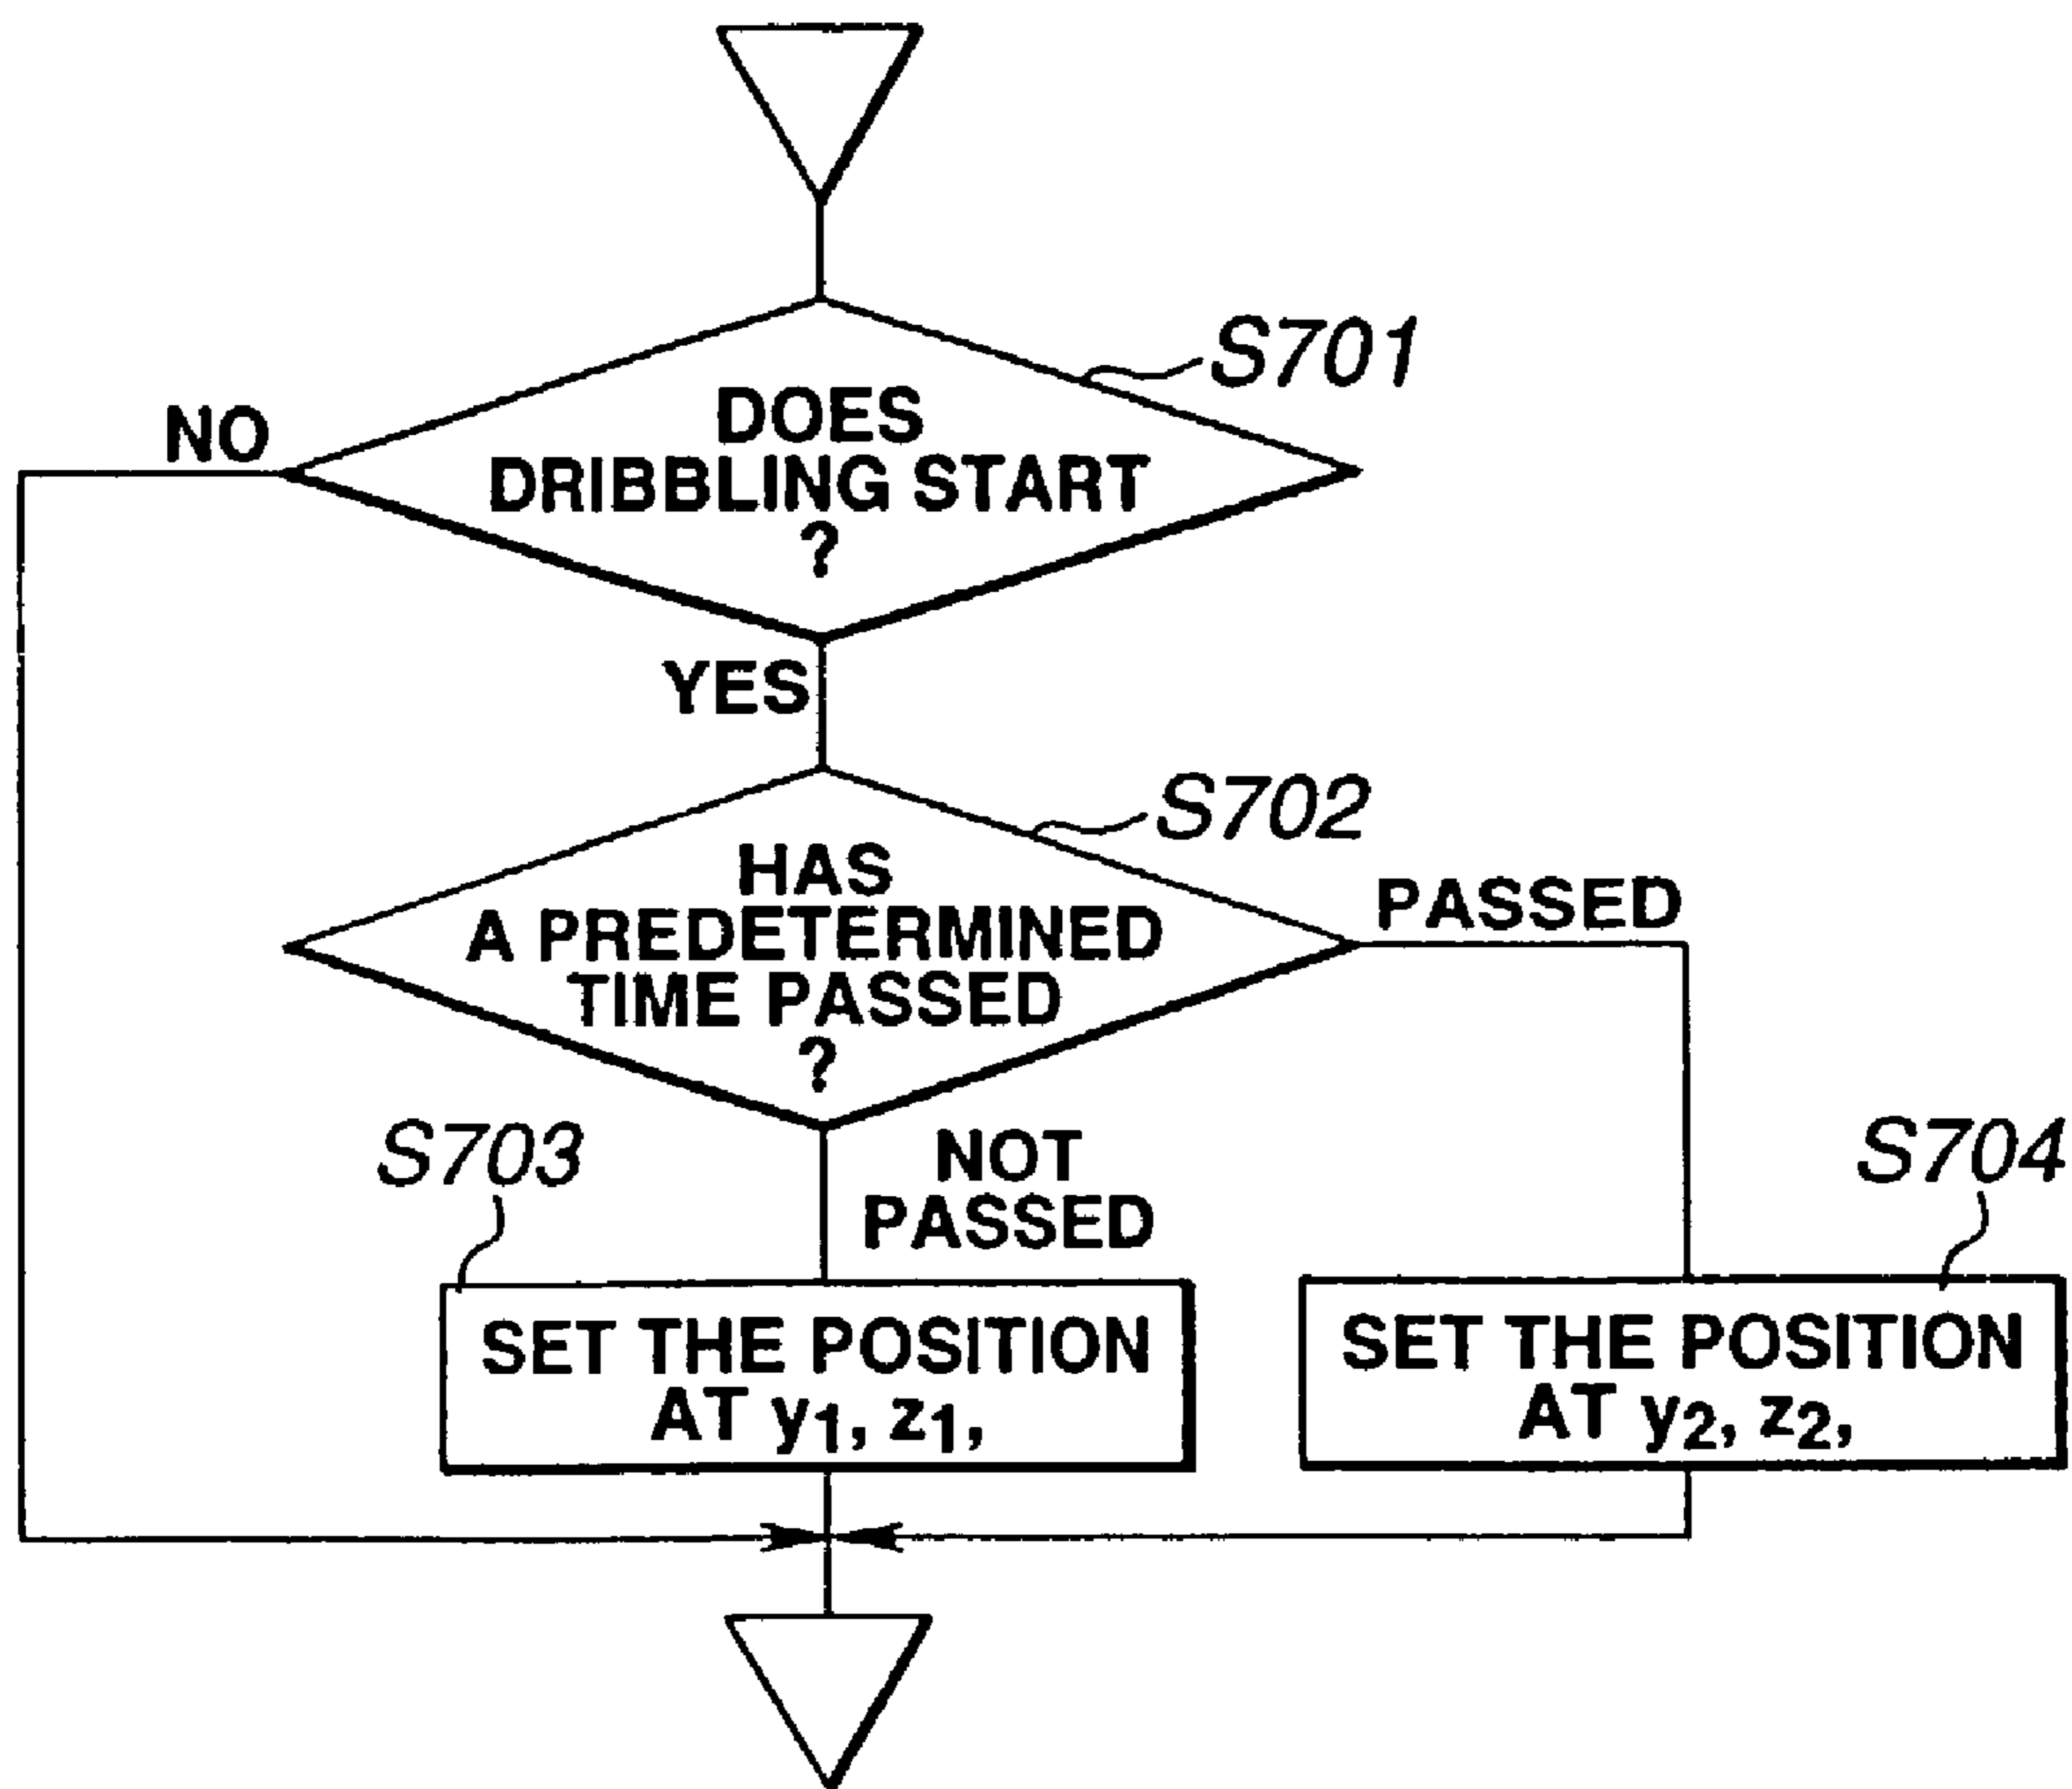 S701
NO
DOES
DRIBBLING START
?
YES
S702
HAS
A PREDETERMINED
TIME PASSED
?
PASSED
S703
NOT
PASSED
S704
SET THE POSITION
AT y1, z1,
SET THE POSITION
AT y2, z2,